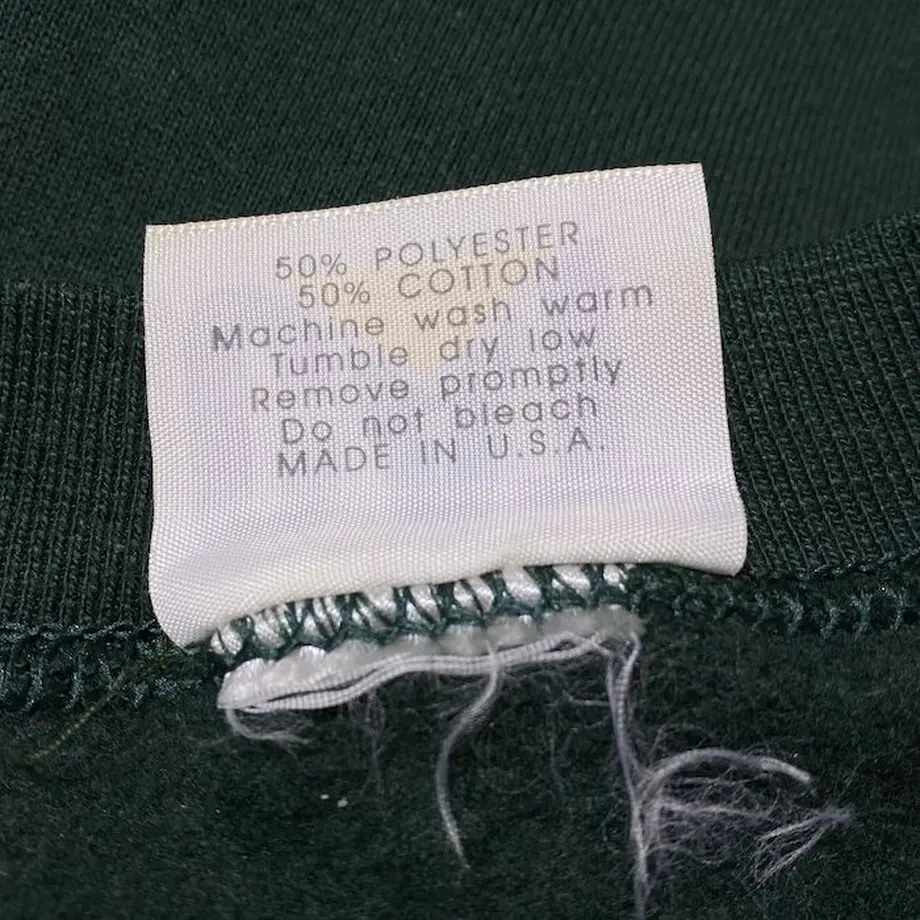 50% POLYESTER
50% COTTON
Machine wash warm
Tumble dry low
Remove promptly
Do not bleach
MADE IN U.S.A.